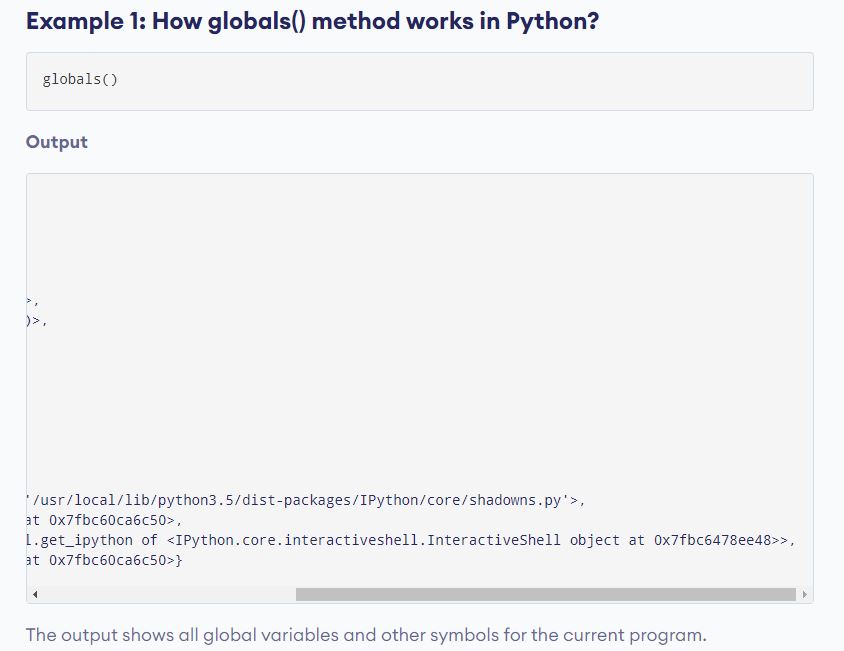 Example 1: How globals() method works in Python?
globals()
Output
>,
)>,
'/usr/local/lib/python3.5/dist-packages/IPython/core/shadowns.py'>,
at 0x7fbc60ca6c50>,
l.get_ipython of <IPython.core.interactiveshell.InteractiveShell object at 0x7fbc6478ee48>>,
at 0x7fbc60ca6c50>}
The output shows all global variables and other symbols for the current program.